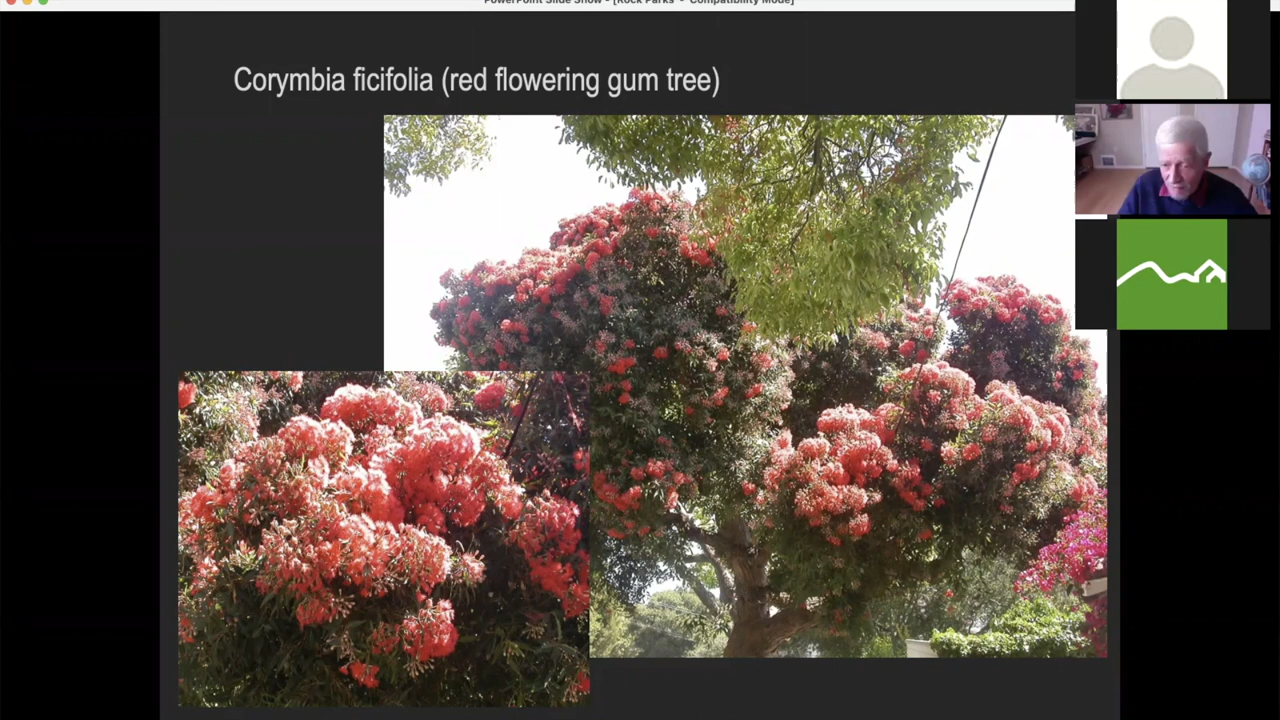 PowerPoint Slide Show - [Rock Parks - Compatibility Mode]
Corymbia ficifolia (red flowering gum tree)